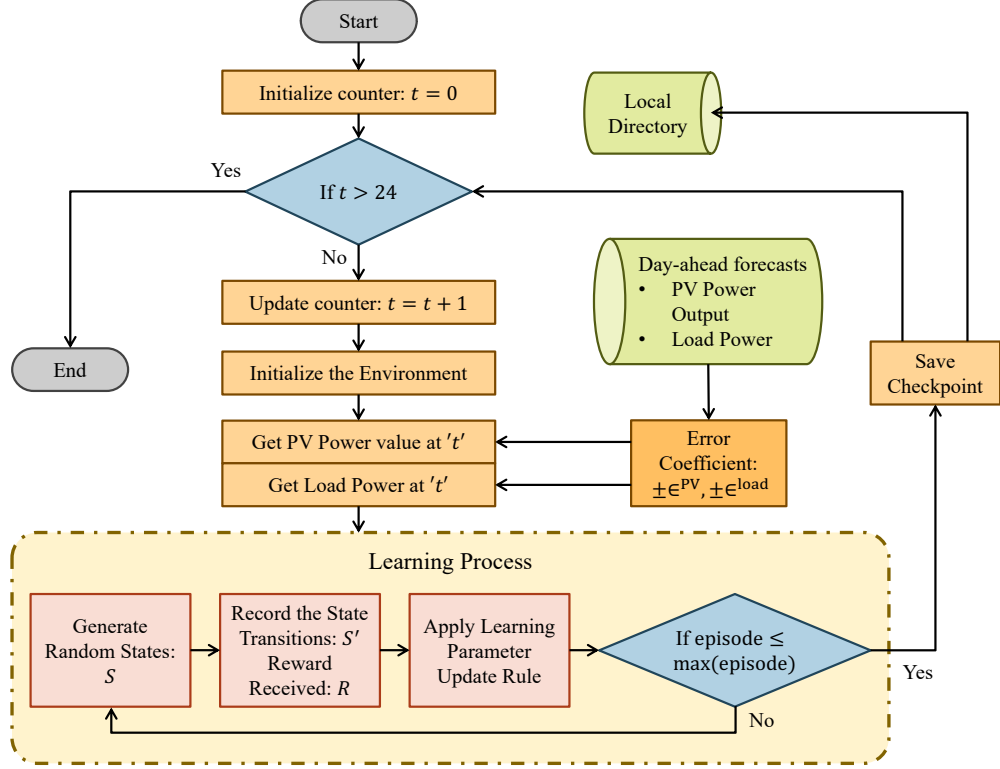 Start
Initialize counter: t = 0
Local
Directory
Yes
If t > 24
No
Day-ahead forecasts
• PV Power
Output
• Load Power
Update counter: t = t + 1
End
Initialize the Environment
Save
Checkpoint
Get PV Power value at 't'
Get Load Power at 't'
Error
Coefficient:
±∈^PV, ±∈^load
Learning Process
Generate
Random States:
S
Record the State
Transitions: S′
Reward
Received: R
Apply Learning
Parameter
Update Rule
If episode ≤
max(episode)
Yes
No